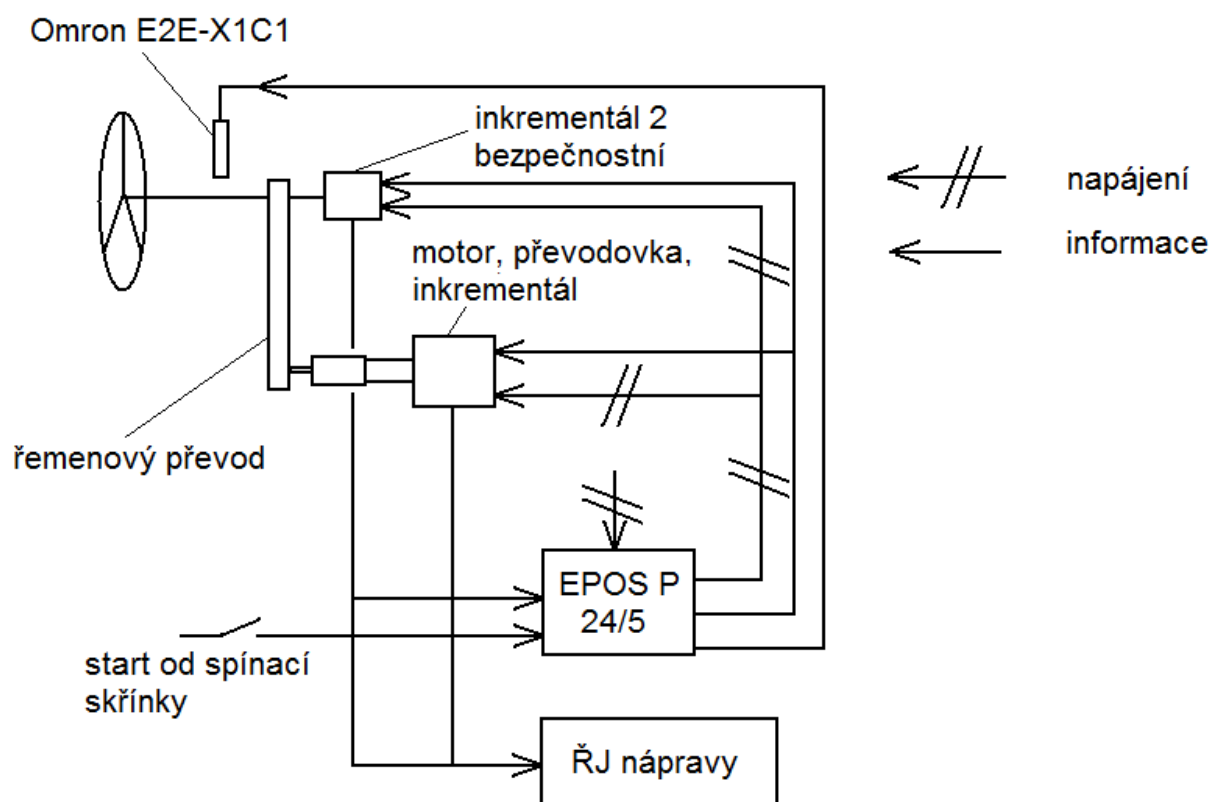 Omron E2E-X1C1
inkrementál 2
bezpečnostní
napájení
informace
motor, převodovka,
inkrementál
řemenový převod
EPOS P
24/5
start od spínací
skřínky
ŘJ nápravy